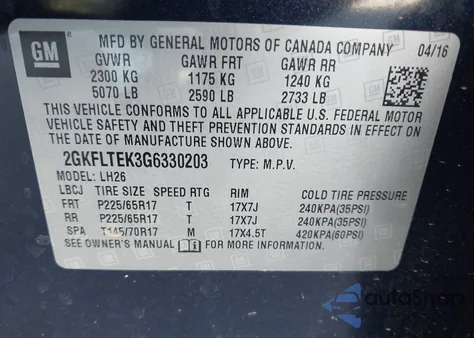 GM
MFD BY GENERAL MOTORS OF CANADA COMPANY 04/16
GVWR GAWR FRT GAWR RR
2300 KG 1175 KG 1240 KG
5070 LB 2590 LB 2733 LB
THIS VEHICLE CONFORMS TO ALL APPLICABLE U.S. FEDERAL MOTOR
VEHICLE SAFETY AND THEFT PREVENTION STANDARDS IN EFFECT ON THE
DATE OF MANUFACTURE SHOWN ABOVE.
2GKFLTEK3G6330203 TYPE: M.P.V.
MODEL: LH26
LBCJ TIRE SIZE SPEED RTG RIM COLD TIRE PRESSURE
FRT P225/65R17 T 17X7J 240KPA(35PSI)
RR P225/65R17 T 17X7J 240KPA(35PSI)
SPA T145/70R17 M 17X4.5T 420KPA(60PSI)
SEE OWNER'S MANUAL FOR MORE INFORMATION.